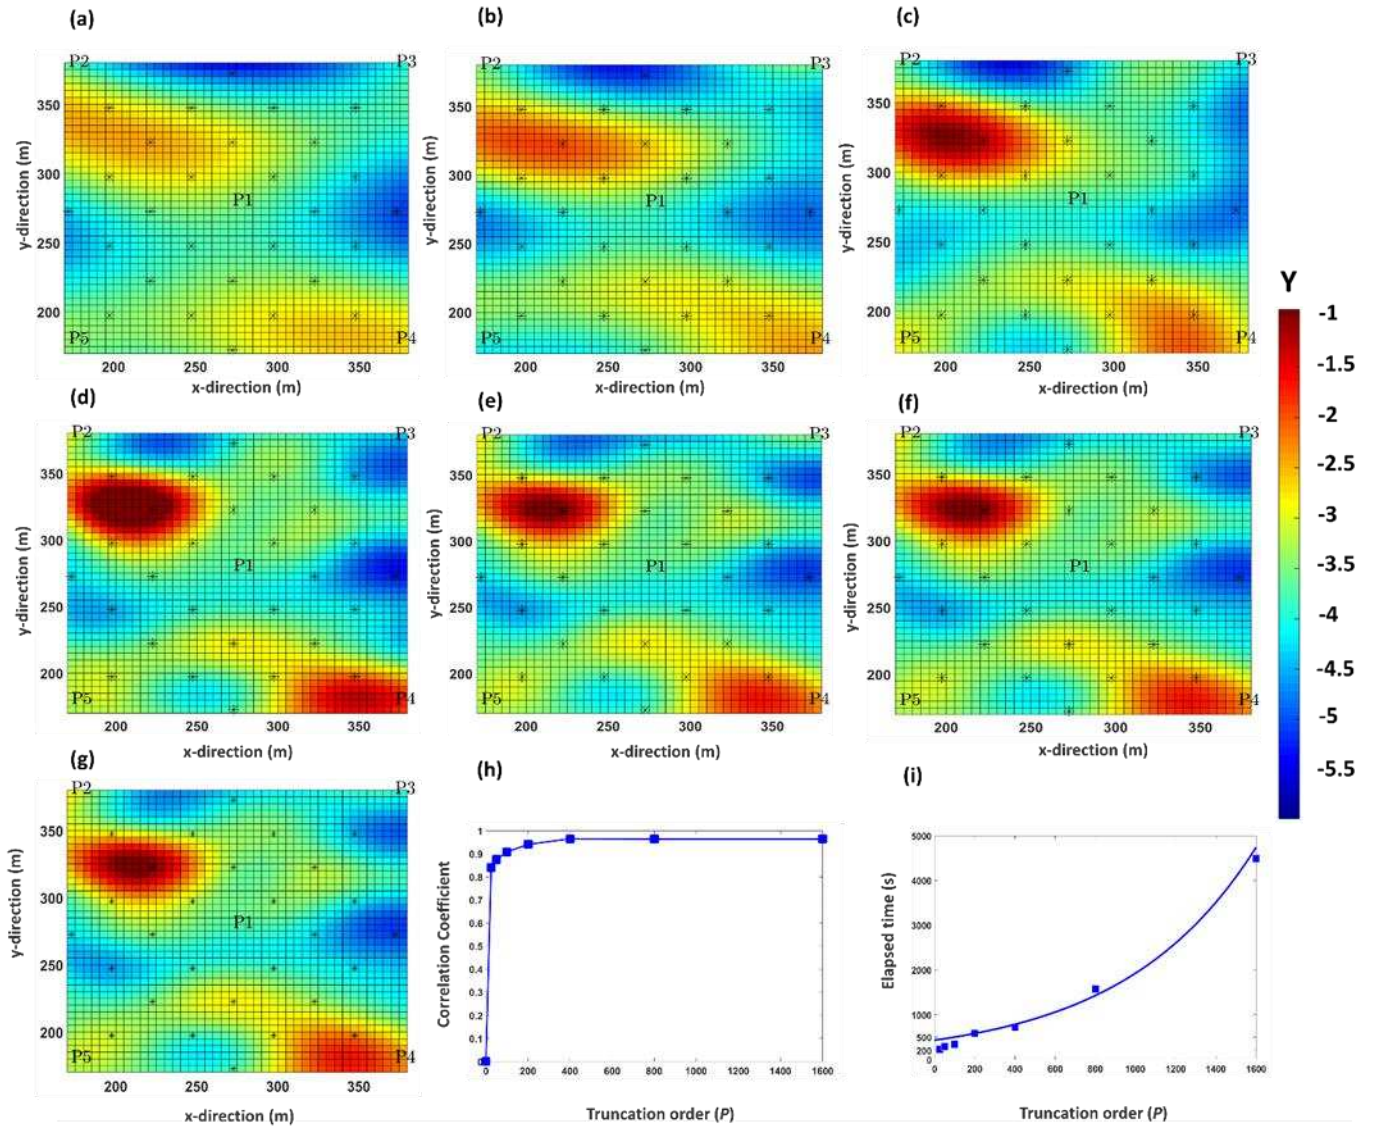 (a)
P2 P3
350
300
250
200
y-direction (m)
P1
P5 P4
200 250 300 350
x-direction (m)
(b)
P2 P3
350
300
250
200
y-direction (m)
P1
P5 P4
200 250 300 350
x-direction (m)
(c)
P2 P3
350
300
250
200
y-direction (m)
P1
P5 P4
200 250 300 350
x-direction (m)
Y
-1
-1.5
-2
-2.5
-3
-3.5
-4
-4.5
-5
-5.5
(d)
P2 P3
350
300
250
200
y-direction (m)
P1
P5 P4
200 250 300 350
x-direction (m)
(e)
P2 P3
350
300
250
200
y-direction (m)
P1
P5 P4
200 250 300 350
x-direction (m)
(f)
P2 P3
350
300
250
200
y-direction (m)
P1
P5 P4
200 250 300 350
x-direction (m)
(g)
P2 P3
350
300
250
200
y-direction (m)
P1
P5 P4
200 250 300 350
x-direction (m)
(h)
1
0.9
0.8
0.7
0.6
0.5
0.4
0.3
0.2
0.1
0
Correlation Coefficient
0 200 400 600 800 1000 1200 1400 1600
Truncation order (P)
(i)
5000
4000
3000
2000
1000
500
200
0
Elapsed time (s)
0 200 400 600 800 1000 1200 1400 1600
Truncation order (P)